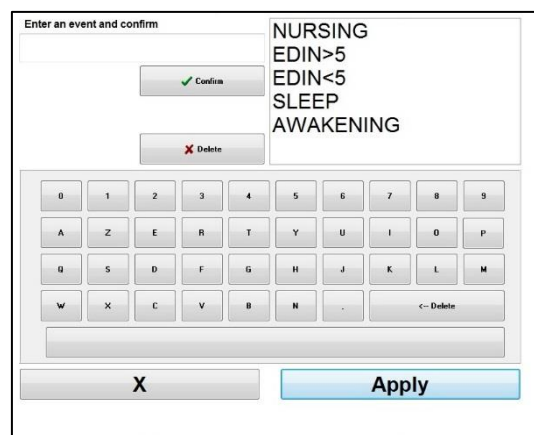 Enter an event and confirm
Confirm
Delete
NURSING
EDIN>5
EDIN<5
SLEEP
AWAKENING
0 1 2 3 4 5 6 7 8 9
A Z E R T Y U I O P
Q S D F G H J K L M
W X C V B N . <-- Delete
X Apply